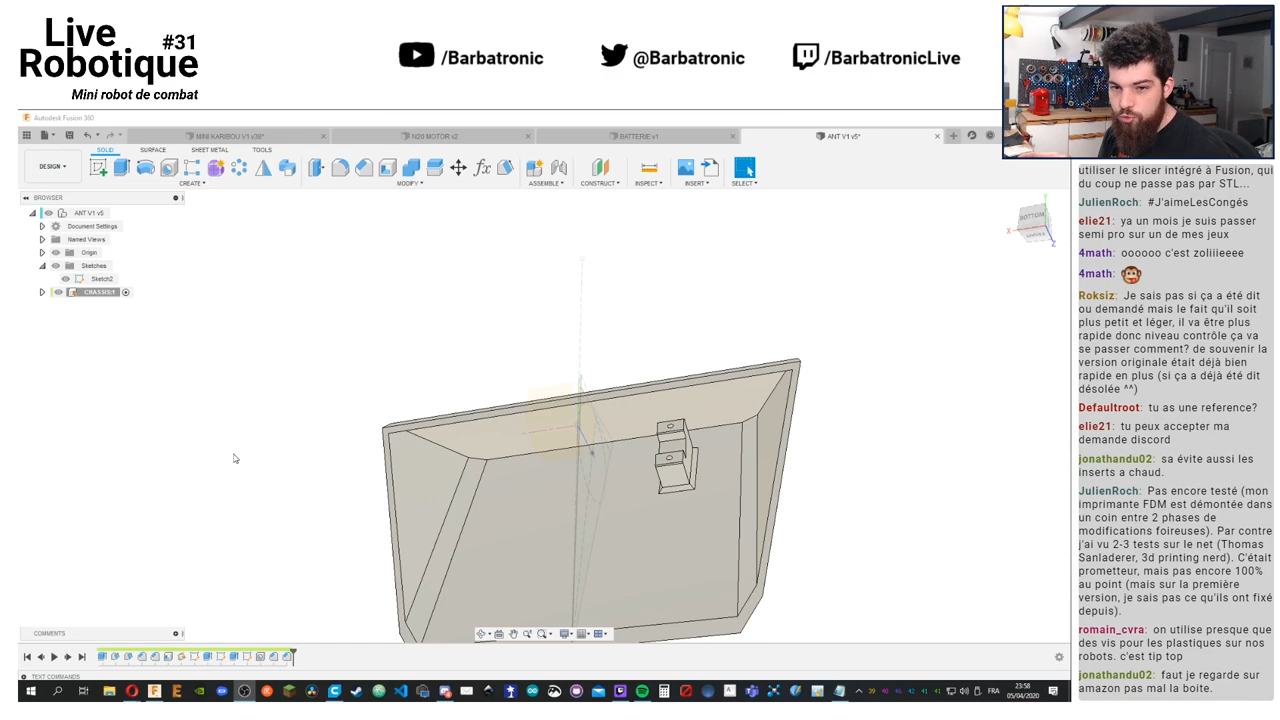 Live
Robotique #31
Mini robot de combat
/Barbatronic
@Barbatronic
/BarbatronicLive
Autodesk Fusion 360
MINI KARIBOU V1 v38*
N20 MOTOR v2
BATTERIE v1
ANT V1 v5*
SOLID
SURFACE
SHEET METAL
TOOLS
DESIGN
CREATE
MODIFY
ASSEMBLE
CONSTRUCT
INSPECT
INSERT
SELECT
BROWSER
ANT V1 v5
Document Settings
Named Views
Origin
Sketches
Sketch2
CHASSIS:1
BOTTOM
X
Z
utiliser le slicer intégré à Fusion, qui
du coup ne passe pas par STL...
JulienRoch: #J'aimeLesCongés
elie21: ya un mois je suis passer
semi pro sur un de mes jeux
4math: oooooo c'est zoliiieeee
4math:
Roksiz: Je sais pas si ça a été dit
ou demandé mais le fait qu'il soit
plus petit et léger, il va être plus
rapide donc niveau contrôle ça va
se passer comment? de souvenir la
version originale était déjà bien
rapide en plus (si ça a déjà été dit
désolée ^^)
Defaultroot: tu as une reference?
elie21: tu peux accepter ma
demande discord
jonathandu02: sa évite aussi les
inserts a chaud.
JulienRoch: Pas encore testé (mon
imprimante FDM est démontée dans
un coin entre 2 phases de
modifications foireuses). Par contre
j'ai vu 2-3 tests sur le net (Thomas
Sanladerer, 3d printing nerd). C'était
prometteur, mais pas encore 100%
au point (mais sur la première
version, je sais pas ce qu'ils ont fixé
depuis).
romain_cvra: on utilise presque que
des vis pour les plastiques sur nos
robots. c'est tip top
jonathandu02: faut je regarde sur
amazon pas mal la boite.
COMMENTS
TEXT COMMANDS
FRA
23:58
05/04/2020